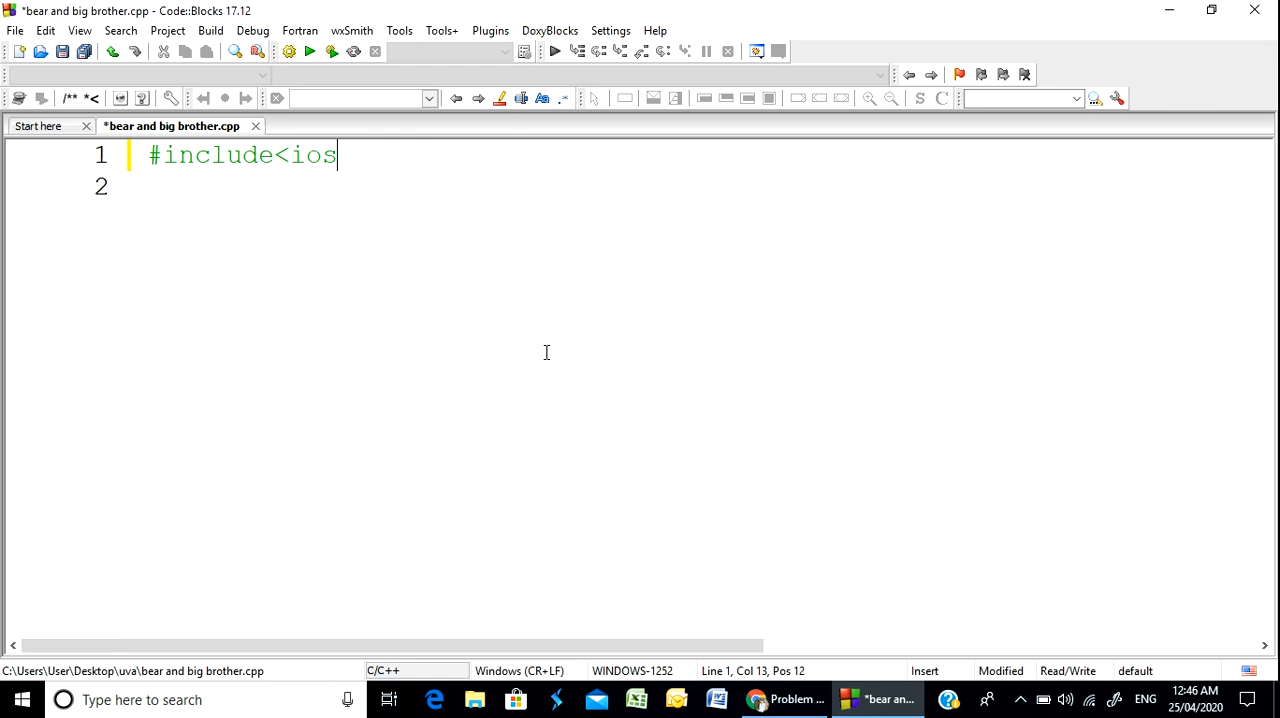 *bear and big brother.cpp - Code::Blocks 17.12
File Edit View Search Project Build Debug Fortran wxSmith Tools Tools+ Plugins DoxyBlocks Settings Help
/** *<
Aa .*
S C
Start here *bear and big brother.cpp
1 #include<ios
2
C:\Users\User\Desktop\uva\bear and big brother.cpp C/C++ Windows (CR+LF) WINDOWS-1252 Line 1, Col 13, Pos 12 Insert Modified Read/Write default
Type here to search Problem ... *bear an... ENG 12:46 AM
25/04/2020